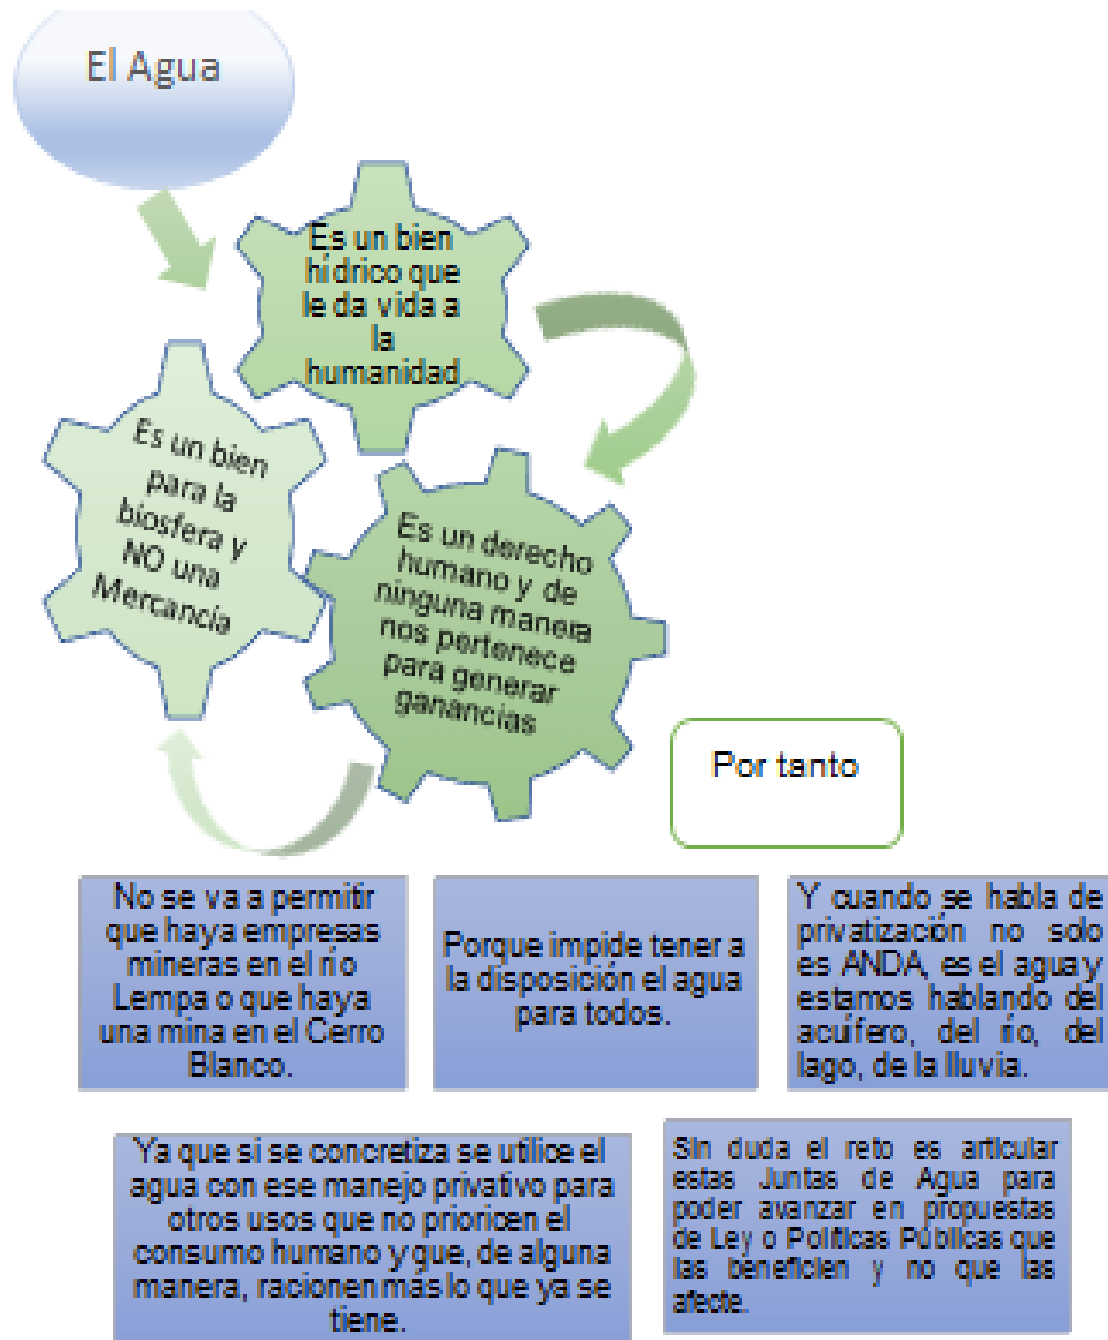 El Agua
Es un bien
hídrico que
le da vida a
la
humanidad
Es un bien
para la
biosfera y
NO una
Mercancía
Es un derecho
humano y de
ninguna manera
nos pertenece
para generar
ganancias
Por tanto
No se va a permitir
que haya empresas
mineras en el río
Lempa o que haya
una mina en el Cerro
Blanco.
Porque impide tener a
la disposición el agua
para todos.
Y cuando se habla de
privatización no solo
es ANDA, es el agua y
estamos hablando del
acuífero, del río, del
lago, de la lluvia.
Ya que si se concretiza se utilice el
agua con ese manejo privativo para
otros usos que no prioricen el
consumo humano y que, de alguna
manera, racionen más lo que ya se
tiene.
Sin duda el reto es articular
estas Juntas de Agua para
poder avanzar en propuestas
de Ley o Políticas Públicas que
las beneficien y no que las
afecte.